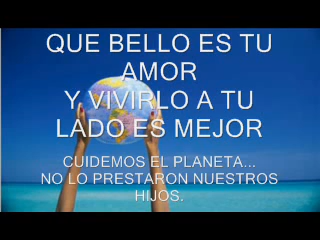 QUE BELLO ES TU
AMOR
Y VIVIRLO A TU
LADO ES MEJOR
CUIDEMOS EL PLANETA...
NO LO PRESTARON NUESTROS
HIJOS.